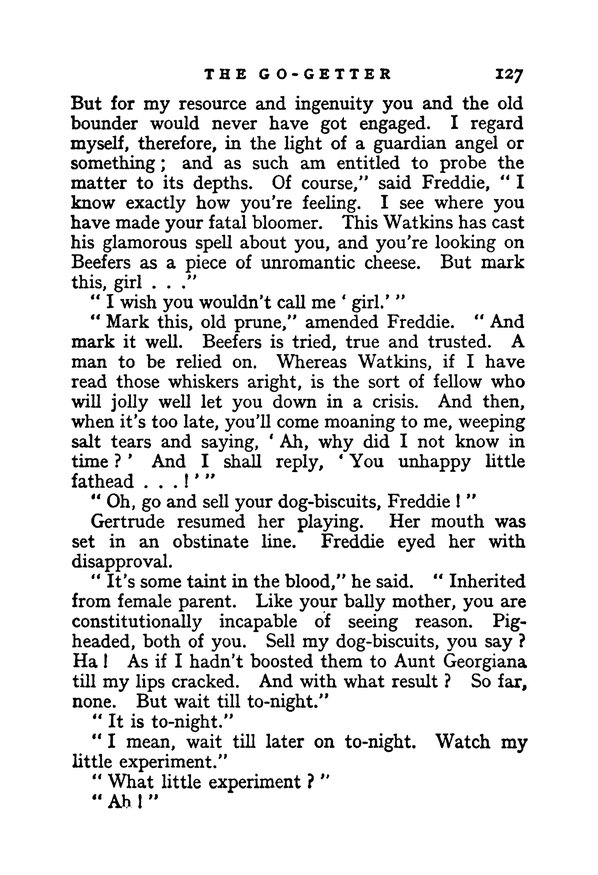 THE GO-GETTER 127
But for my resource and ingenuity you and the old
bounder would never have got engaged. I regard
myself, therefore, in the light of a guardian angel or
something; and as such am entitled to probe the
matter to its depths. Of course,” said Freddie, “ I
know exactly how you’re feeling. I see where you
have made your fatal bloomer. This Watkins has cast
his glamorous spell about you, and you’re looking on
Beefers as a piece of unromantic cheese. But mark
this, girl . . .”
“ I wish you wouldn’t call me ‘ girl.’ ”
“ Mark this, old prune,” amended Freddie. “ And
mark it well. Beefers is tried, true and trusted. A
man to be relied on. Whereas Watkins, if I have
read those whiskers aright, is the sort of fellow who
will jolly well let you down in a crisis. And then,
when it’s too late, you’ll come moaning to me, weeping
salt tears and saying, ‘ Ah, why did I not know in
time ? ’ And I shall reply, ‘ You unhappy little
fathead . . . ! ’ ”
“ Oh, go and sell your dog-biscuits, Freddie ! ”
Gertrude resumed her playing. Her mouth was
set in an obstinate line. Freddie eyed her with
disapproval.
“ It’s some taint in the blood,” he said. “ Inherited
from female parent. Like your bally mother, you are
constitutionally incapable of seeing reason. Pig-
headed, both of you. Sell my dog-biscuits, you say ?
Ha ! As if I hadn’t boosted them to Aunt Georgiana
till my lips cracked. And with what result ? So far,
none. But wait till to-night.”
“ It is to-night.”
“ I mean, wait till later on to-night. Watch my
little experiment.”
“ What little experiment ? ”
“ Ah ! ”